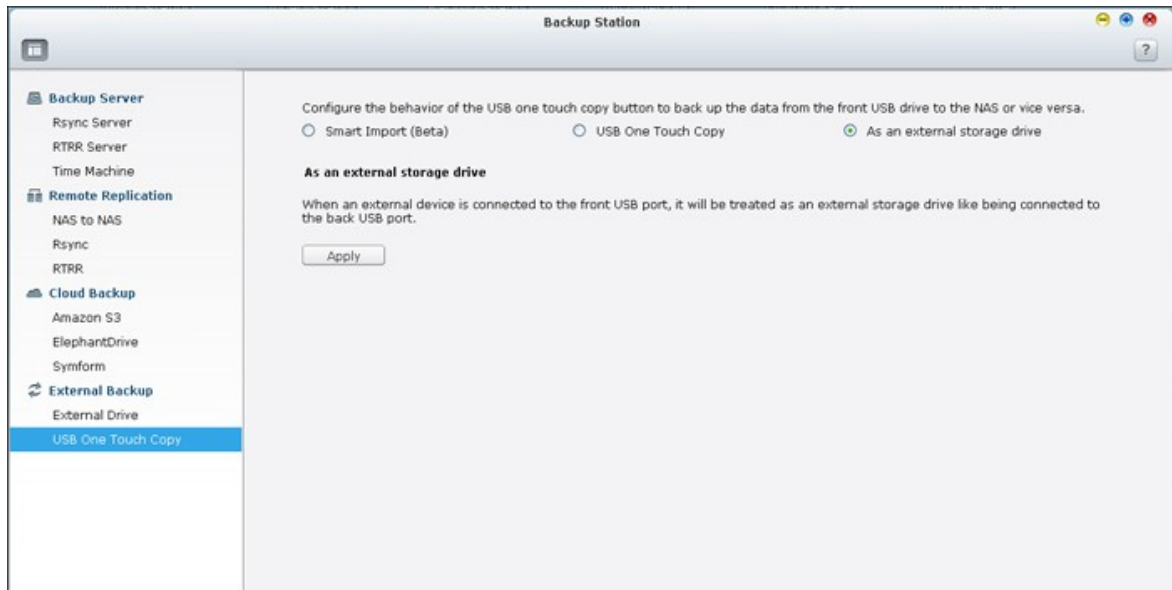 Backup Station
?
Backup Server
Rsync Server
RTRR Server
Time Machine
Remote Replication
NAS to NAS
Rsync
RTRR
Cloud Backup
Amazon S3
ElephantDrive
Symform
External Backup
External Drive
USB One Touch Copy
Configure the behavior of the USB one touch copy button to back up the data from the front USB drive to the NAS or vice versa.
Smart Import (Beta) USB One Touch Copy As an external storage drive
As an external storage drive
When an external device is connected to the front USB port, it will be treated as an external storage drive like being connected to
the back USB port.
Apply